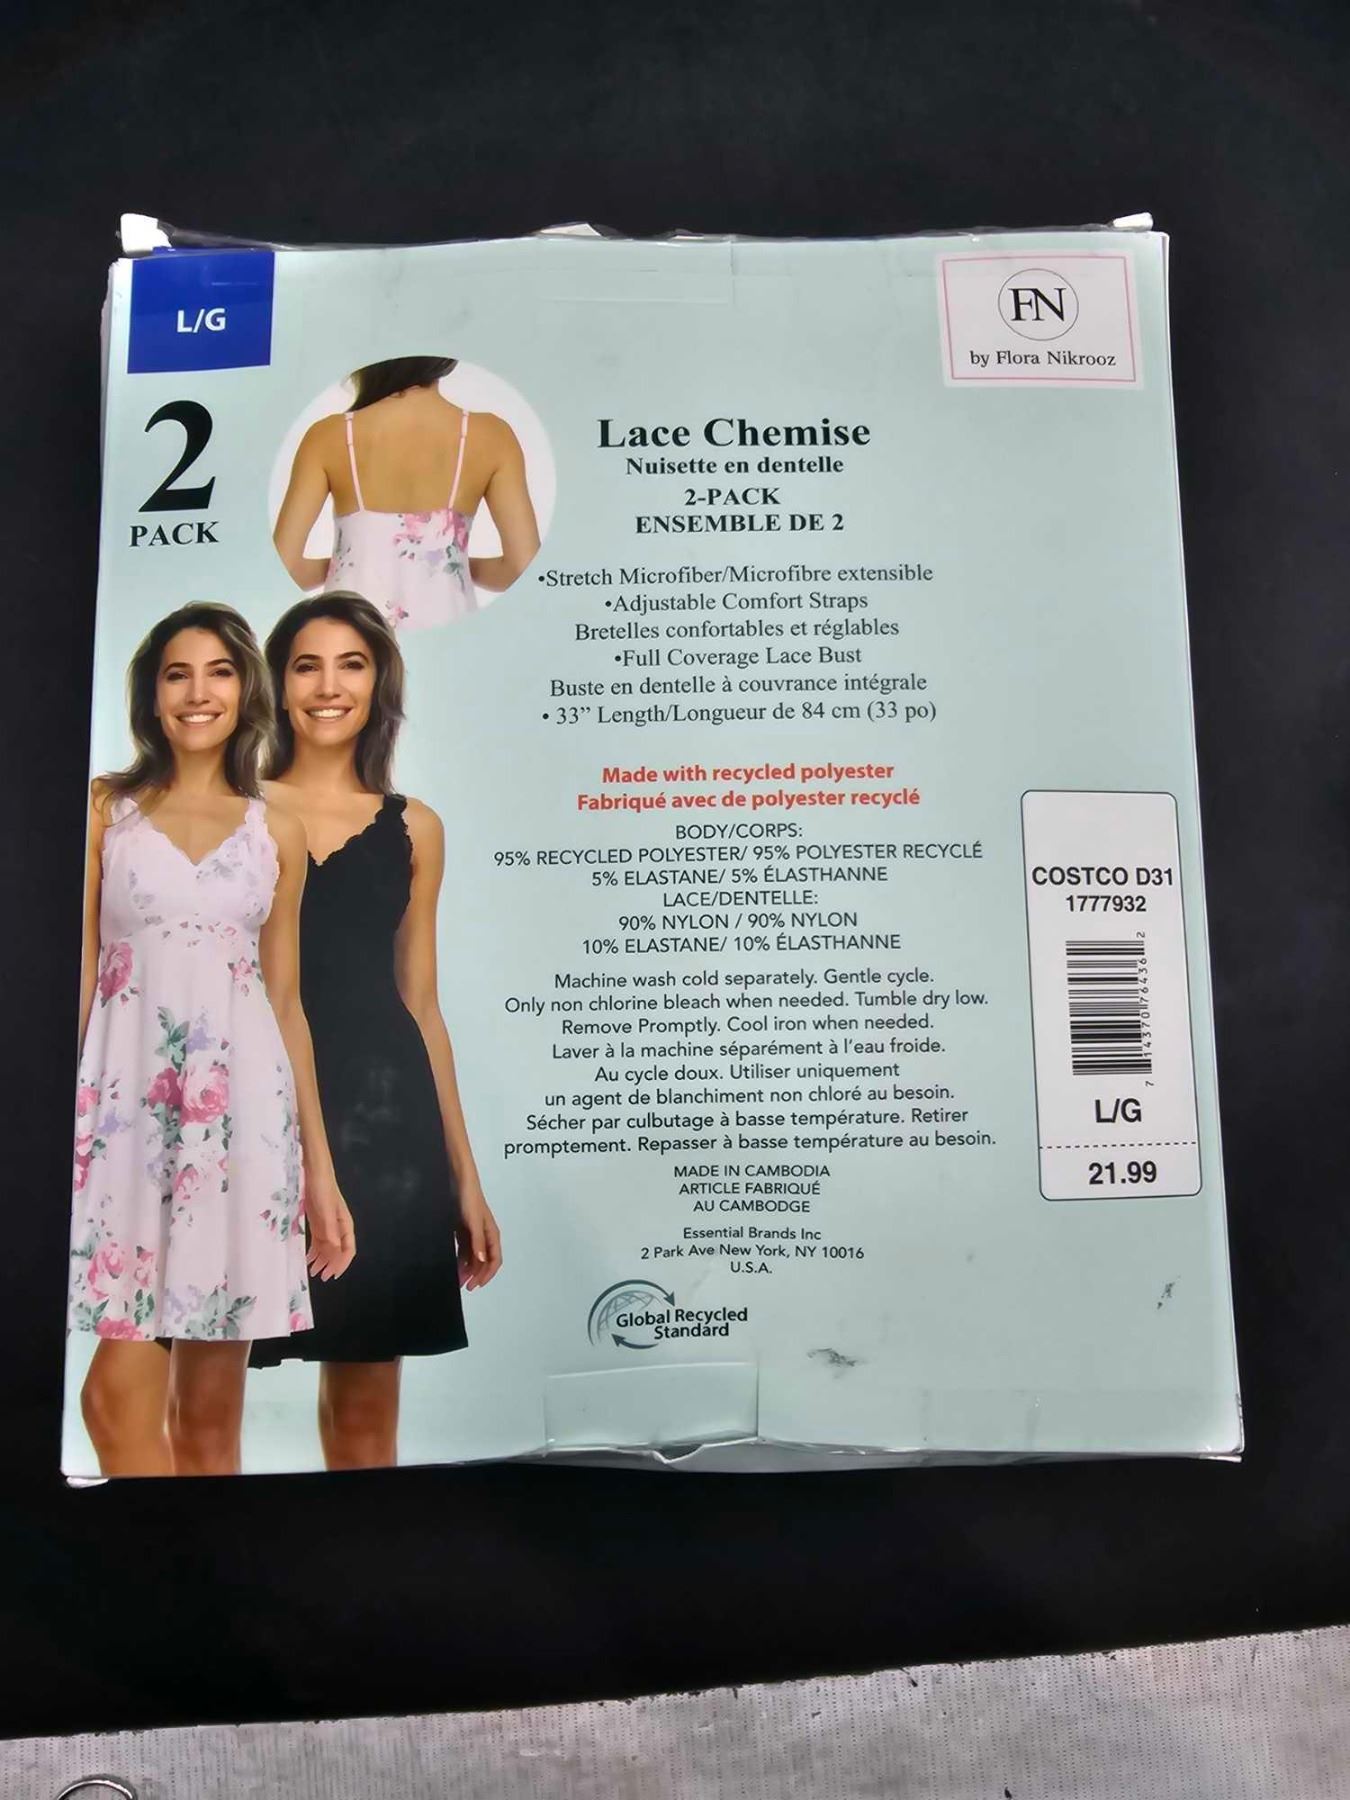 L/G
FN
by Flora Nikrooz
2
PACK
Lace Chemise
Nuisette en dentelle
2-PACK
ENSEMBLE DE 2
•Stretch Microfiber/Microfibre extensible
•Adjustable Comfort Straps
Bretelles confortables et réglables
•Full Coverage Lace Bust
Buste en dentelle à couvrance intégrale
• 33” Length/Longueur de 84 cm (33 po)
Made with recycled polyester
Fabriqué avec de polyester recyclé
BODY/CORPS:
95% RECYCLED POLYESTER/ 95% POLYESTER RECYCLÉ
5% ELASTANE/ 5% ÉLASTHANNE
LACE/DENTELLE:
90% NYLON / 90% NYLON
10% ELASTANE/ 10% ÉLASTHANNE
Machine wash cold separately. Gentle cycle.
Only non chlorine bleach when needed. Tumble dry low.
Remove Promptly. Cool iron when needed.
Laver à la machine séparément à l’eau froide.
Au cycle doux. Utiliser uniquement
un agent de blanchiment non chloré au besoin.
Sécher par culbutage à basse température. Retirer
promptement. Repasser à basse température au besoin.
MADE IN CAMBODIA
ARTICLE FABRIQUÉ
AU CAMBODGE
Essential Brands Inc
2 Park Ave New York, NY 10016
U.S.A.
Global Recycled
Standard
COSTCO D31
1777932
7 14370 76436 2
L/G
21.99